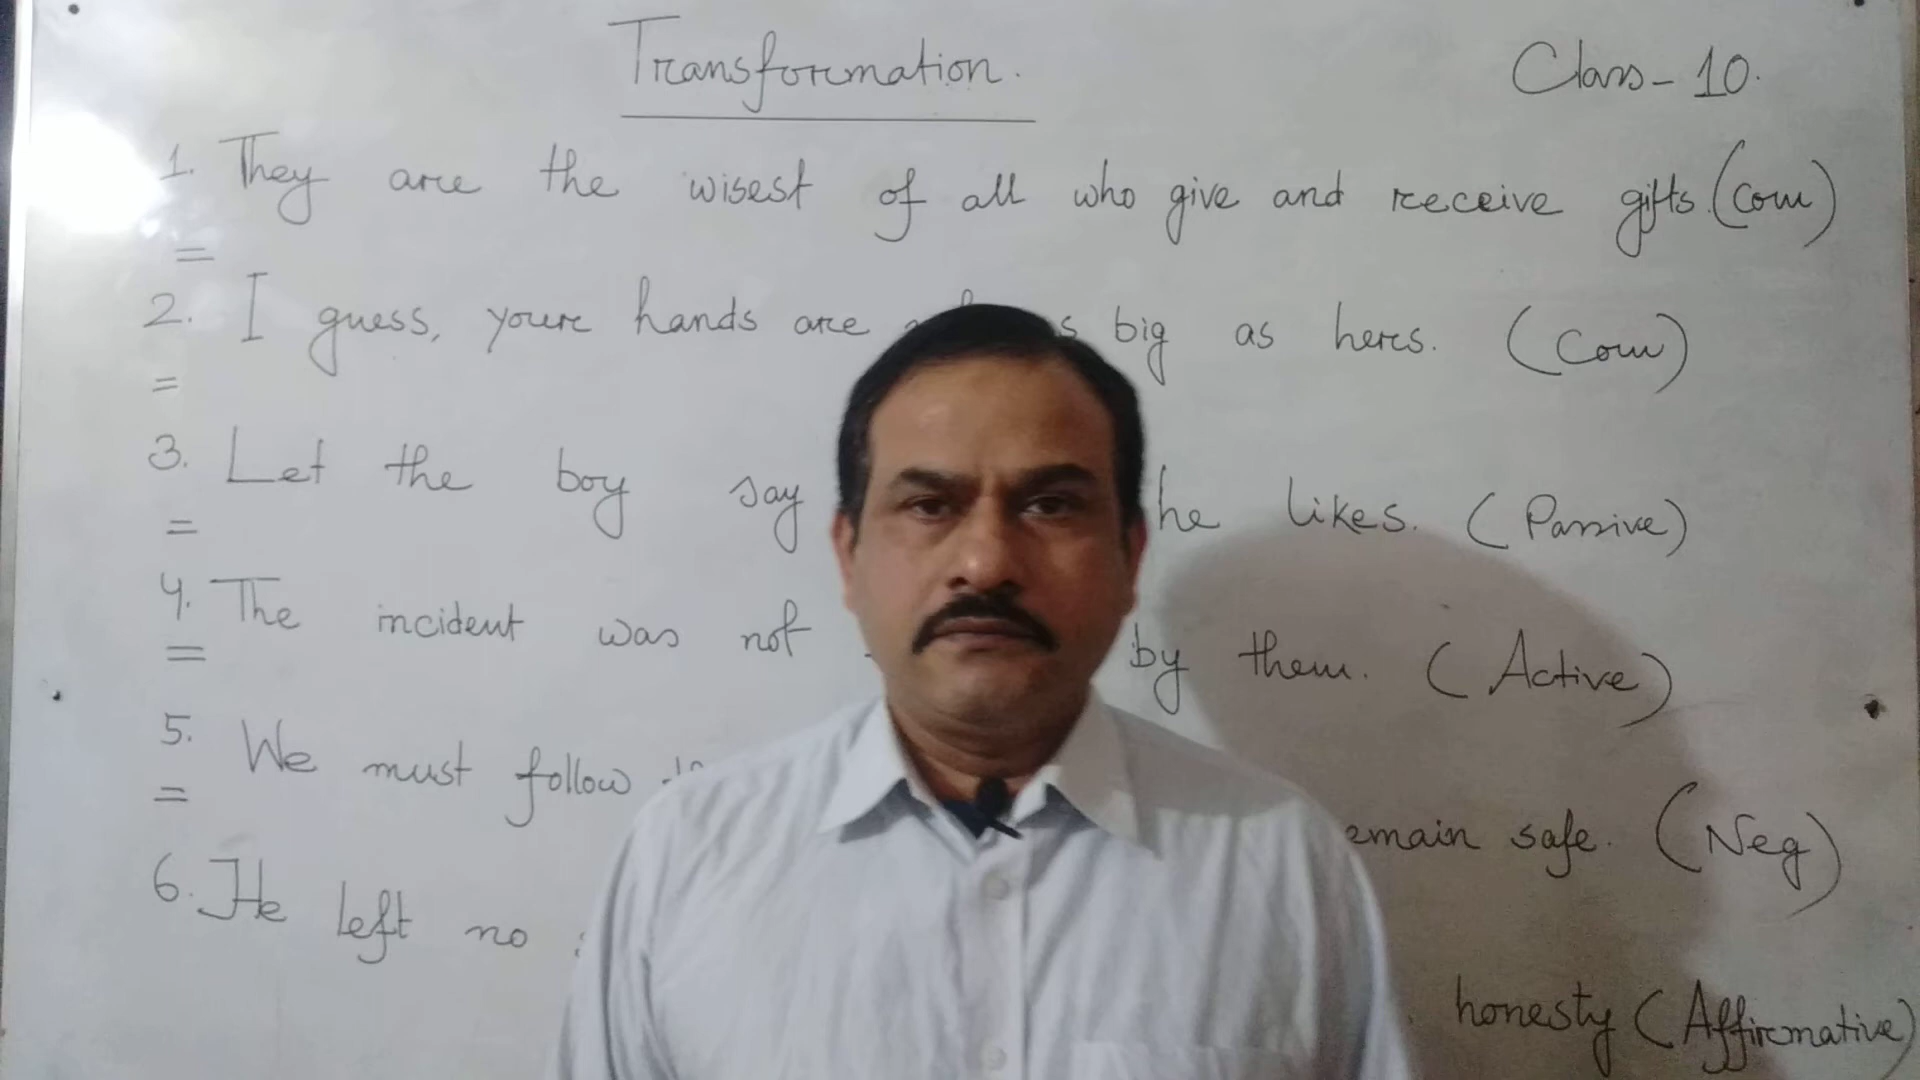 Transformation.
Class-10.
1. They are the wisest of all who give and receive gifts. (Com)
=
2. I guess, your hands are big as hers. (Com)
=
3. Let the boy say he likes. (Passive)
=
4. The incident was not by them. (Active)
=
5. We must follow remain safe. (Neg)
=
6. He left no
honesty (Affirmative)